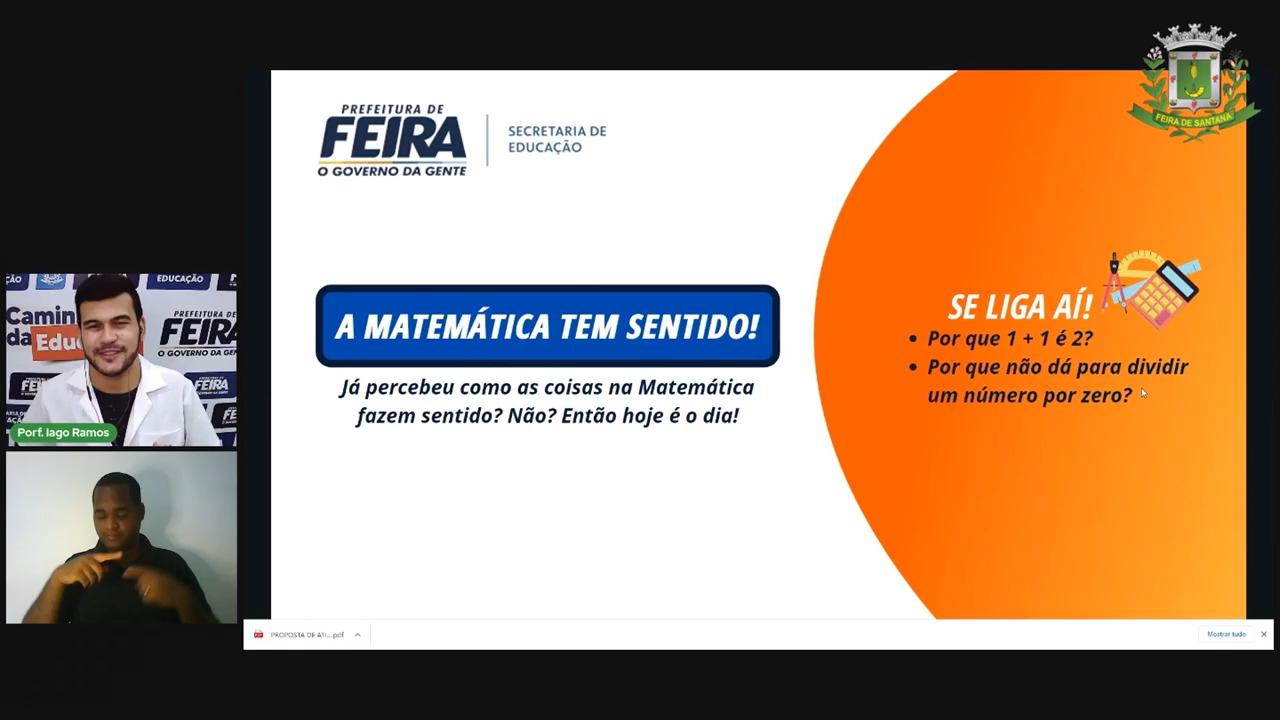 PREFEITURA DE
FEIRA
O GOVERNO DA GENTE
SECRETARIA DE
EDUCAÇÃO
FEIRA DE SANTANA
A MATEMÁTICA TEM SENTIDO!
Já percebeu como as coisas na Matemática
fazem sentido? Não? Então hoje é o dia!
SE LIGA AÍ!
• Por que 1 + 1 é 2?
• Por que não dá para dividir
um número por zero?
EDUCAÇÃO
PREFEITURA DE
FEIRA
O GOVERNO DA GENTE
FEIRA
Porf. Iago Ramos
PROPOSTA DE ATI....pdf
Mostrar tudo